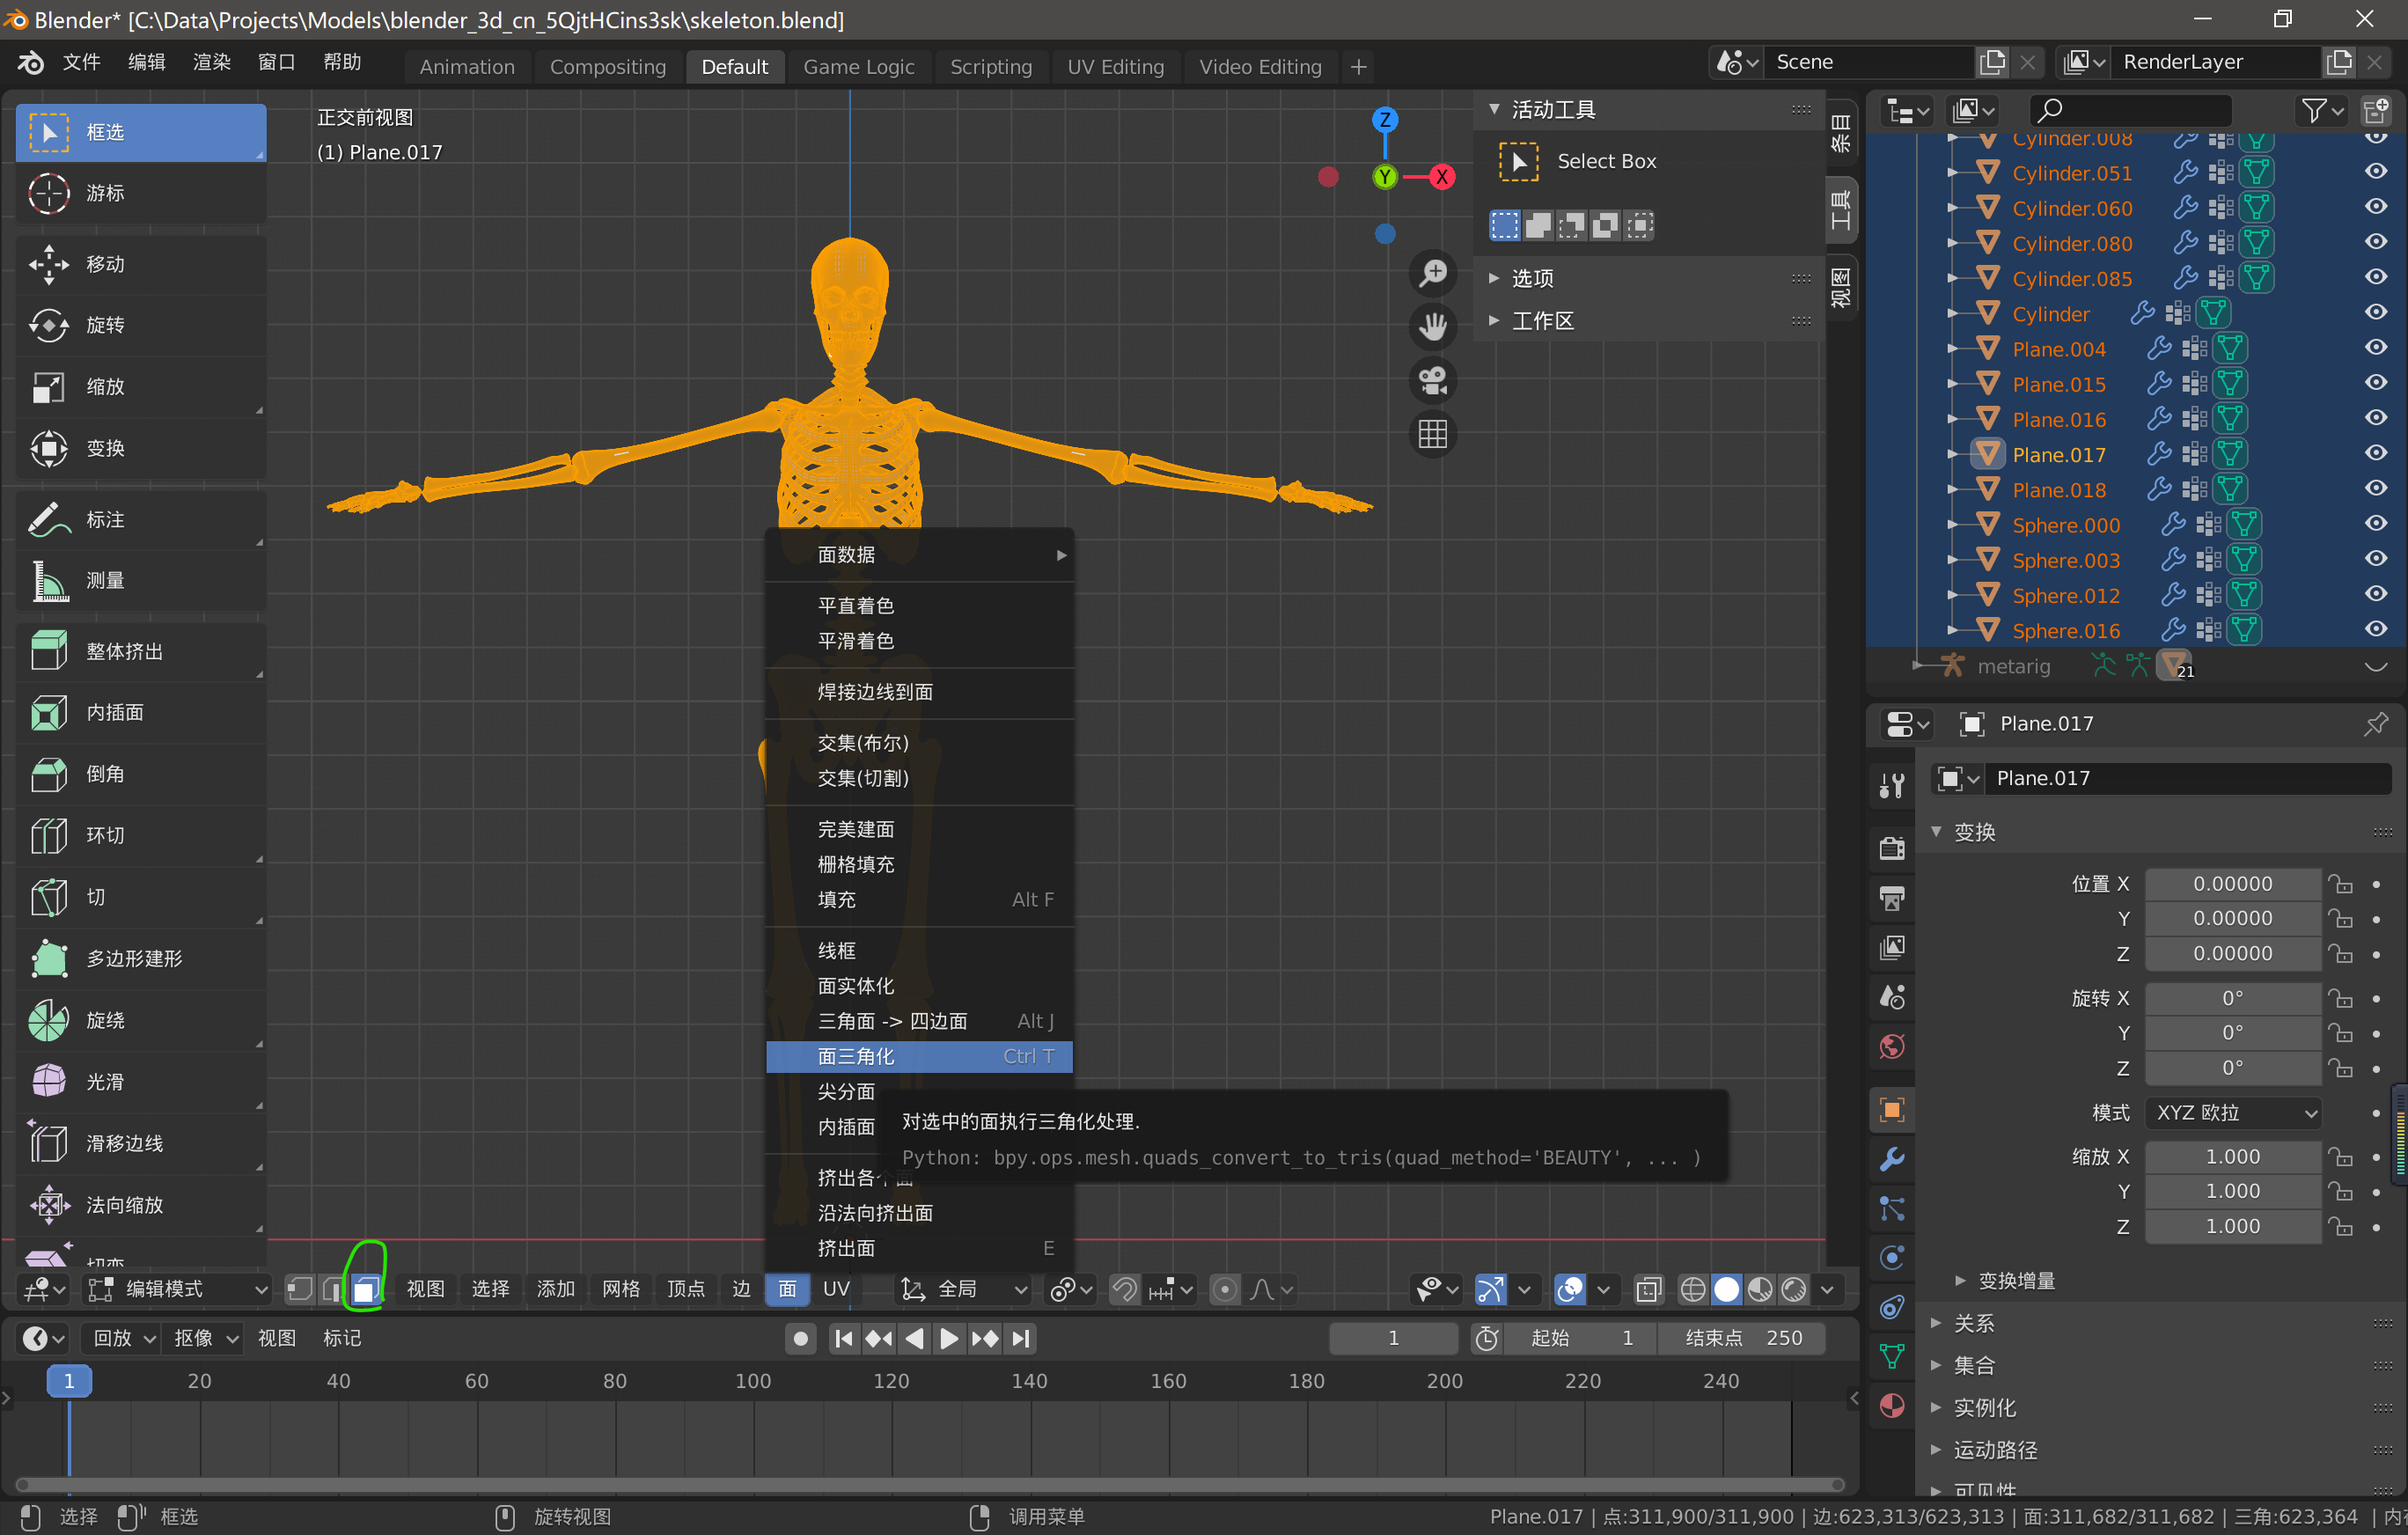 Blender* [C:\Data\Projects\Models\blender_3d_cn_5QjtHCins3sk\skeleton.blend]
文件 编辑 渲染 窗口 帮助 Animation Compositing Default Game Logic Scripting UV Editing Video Editing + Scene RenderLayer
正交前视图
(1) Plane.017
框选
游标
移动
旋转
缩放
变换
标注
测量
整体挤出
内插面
倒角
环切
切
多边形建形
旋绕
光滑
滑移边线
法向缩放
切变
Z
Y
X
活动工具
Select Box
选项
工作区
条目
工具
视图
面数据
平直着色
平滑着色
焊接边线到面
交集(布尔)
交集(切割)
完美建面
栅格填充
填充 Alt F
线框
面实体化
三角面 -> 四边面 Alt J
面三角化 Ctrl T
尖分面
内插面
挤出各个面
沿法向挤出面
挤出面 E
对选中的面执行三角化处理.
Python: bpy.ops.mesh.quads_convert_to_tris(quad_method='BEAUTY', ... )
编辑模式 视图 选择 添加 网格 顶点 边 面 UV 全局
Cylinder.008
Cylinder.051
Cylinder.060
Cylinder.080
Cylinder.085
Cylinder
Plane.004
Plane.015
Plane.016
Plane.017
Plane.018
Sphere.000
Sphere.003
Sphere.012
Sphere.016
metarig 21
Plane.017
Plane.017
变换
位置 X 0.00000
Y 0.00000
Z 0.00000
旋转 X 0°
Y 0°
Z 0°
模式 XYZ 欧拉
缩放 X 1.000
Y 1.000
Z 1.000
变换增量
关系
集合
实例化
运动路径
可见性
回放 抠像 视图 标记 1 起始 1 结束点 250
1 20 40 60 80 100 120 140 160 180 200 220 240
选择 框选 旋转视图 调用菜单 Plane.017 | 点:311,900/311,900 | 边:623,313/623,313 | 面:311,682/311,682 | 三角:623,364 | 内